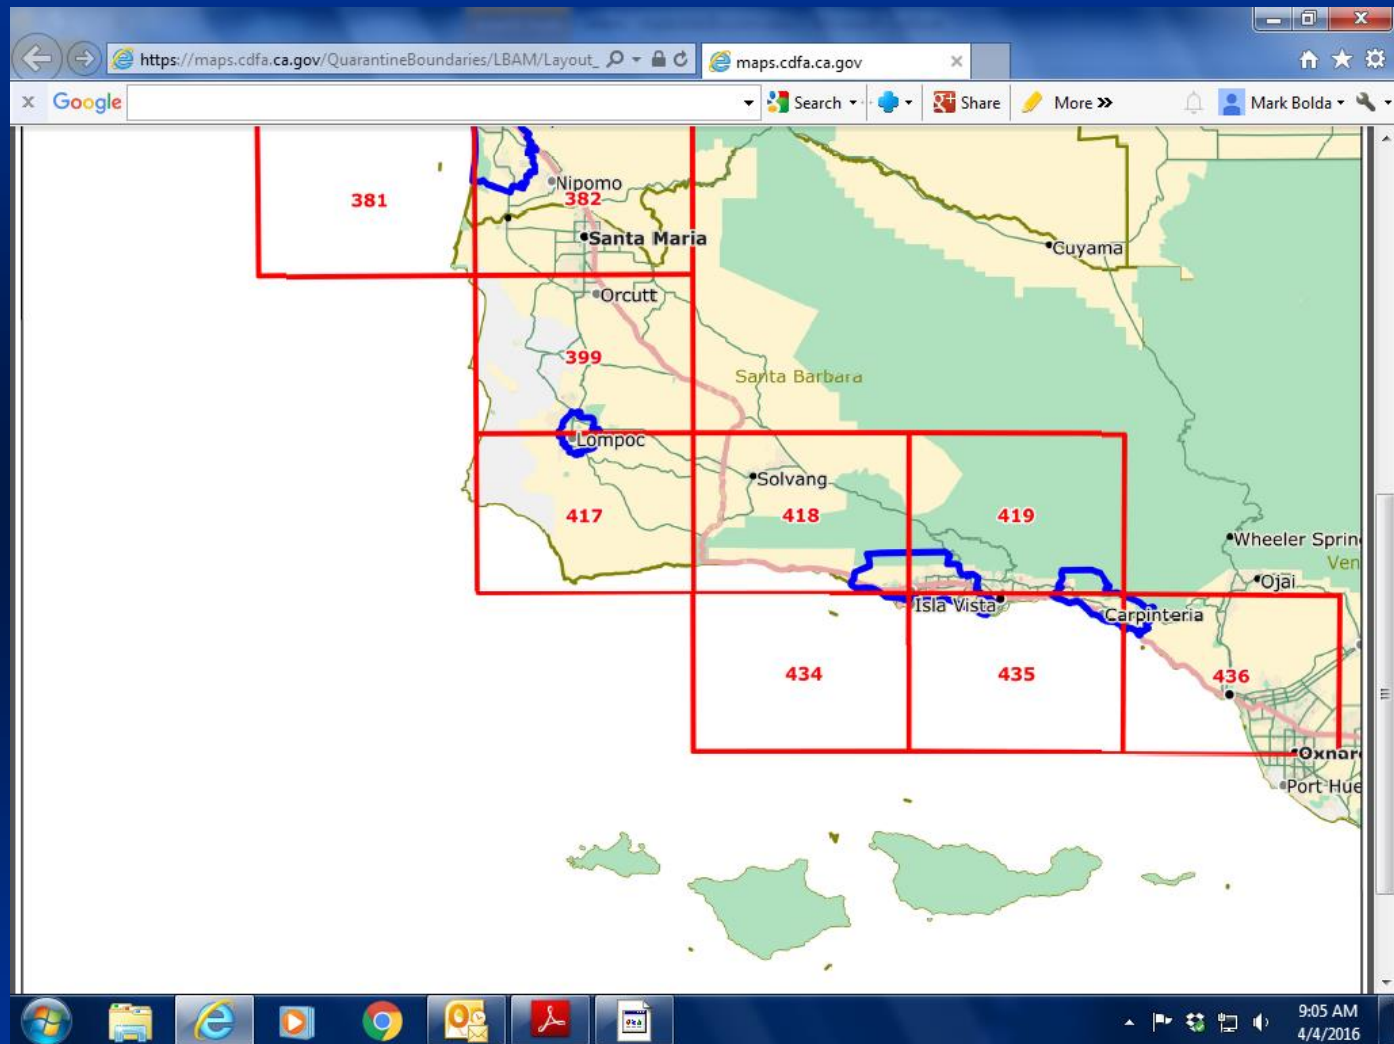 https://maps.cdfa.ca.gov/QuarantineBoundaries/LBAM/Layout_
maps.cdfa.ca.gov
x Google Search Share More » Mark Bolda
Nipomo
381
382
Santa Maria
Cuyama
Orcutt
399
Santa Barbara
Lompoc
Solvang
417
418
419
Wheeler Sprin
Ven
Ojai
Isla Vista
Carpinteria
434
435
436
Oxnar
Port Hue
9:05 AM
4/4/2016